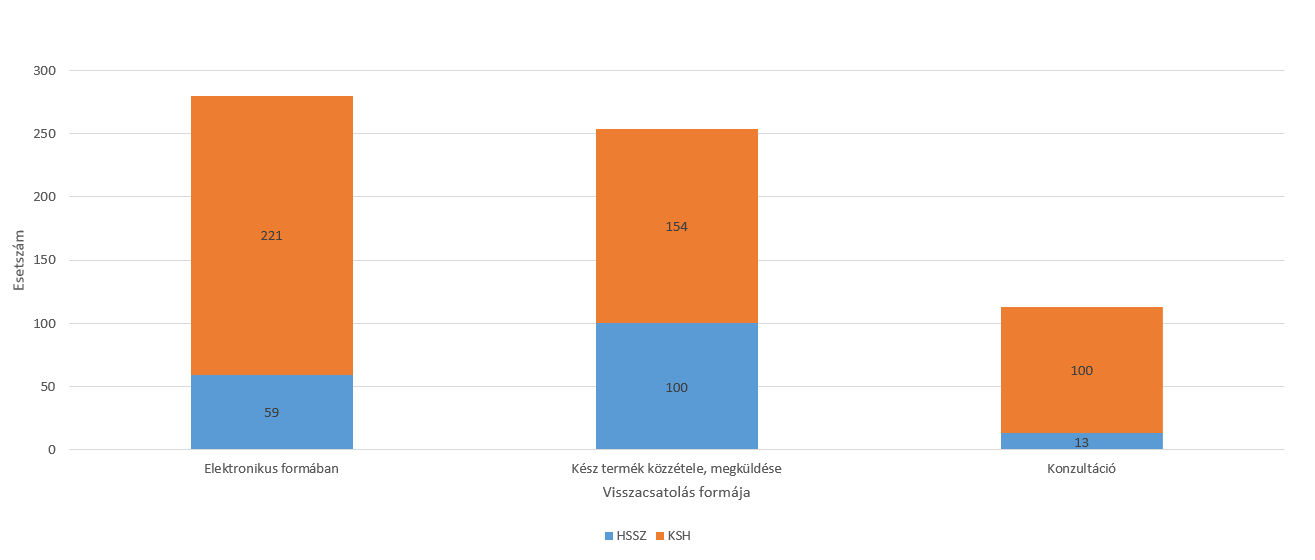 300
250
200
150
100
50
0
Esetszám
221
59
154
100
100
13
Elektronikus formában
Kész termék közzétele, megküldése
Konzultáció
Visszacsatolás formája
HSSZ KSH